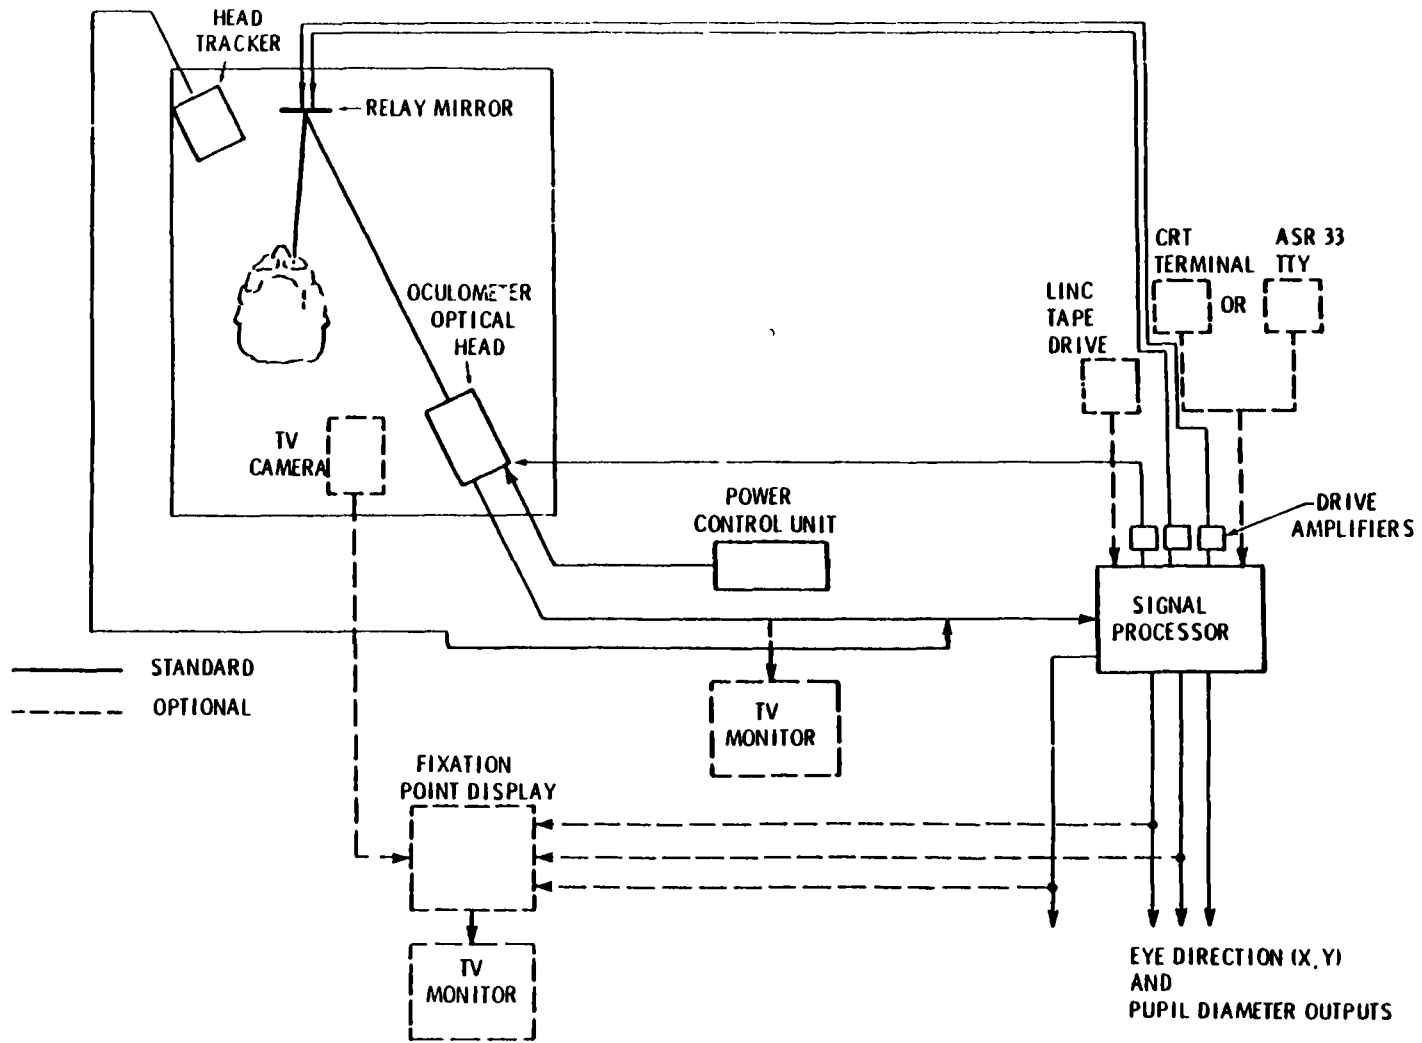 HEAD
TRACKER
RELAY MIRROR
OCULOMETER
OPTICAL
HEAD
CRT
TERMINAL
OR
ASR 33
TTY
LINC
TAPE
DRIVE
TV
CAMERA
POWER
CONTROL UNIT
DRIVE
AMPLIFIERS
SIGNAL
PROCESSOR
STANDARD
OPTIONAL
TV
MONITOR
FIXATION
POINT DISPLAY
TV
MONITOR
EYE DIRECTION (X, Y)
AND
PUPIL DIAMETER OUTPUTS